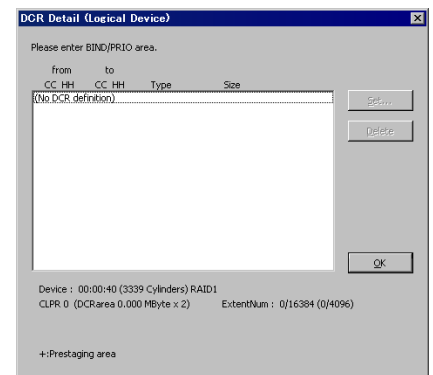 DCR Detail (Logical Device)
Please enter BIND/PRIO area.
from to
CC HH CC HH Type Size
(No DCR definition)
Set...
Delete
OK
Device : 00:00:40 (3339 Cylinders) RAID1
CLPR 0 (DCRarea 0.000 MByte x 2) ExtentNum : 0/16384 (0/4096)
+:Prestaging area